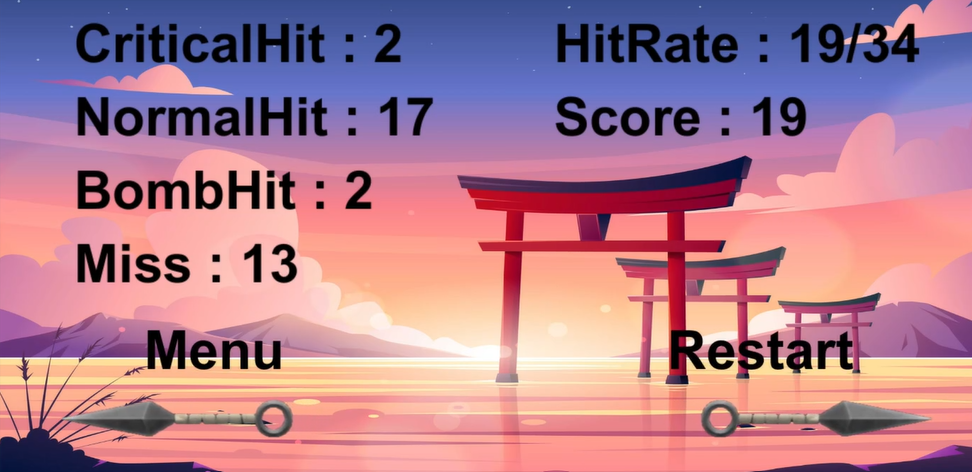 CriticalHit : 2
HitRate : 19/34
NormalHit : 17
Score : 19
BombHit : 2
Miss : 13
Menu
Restart